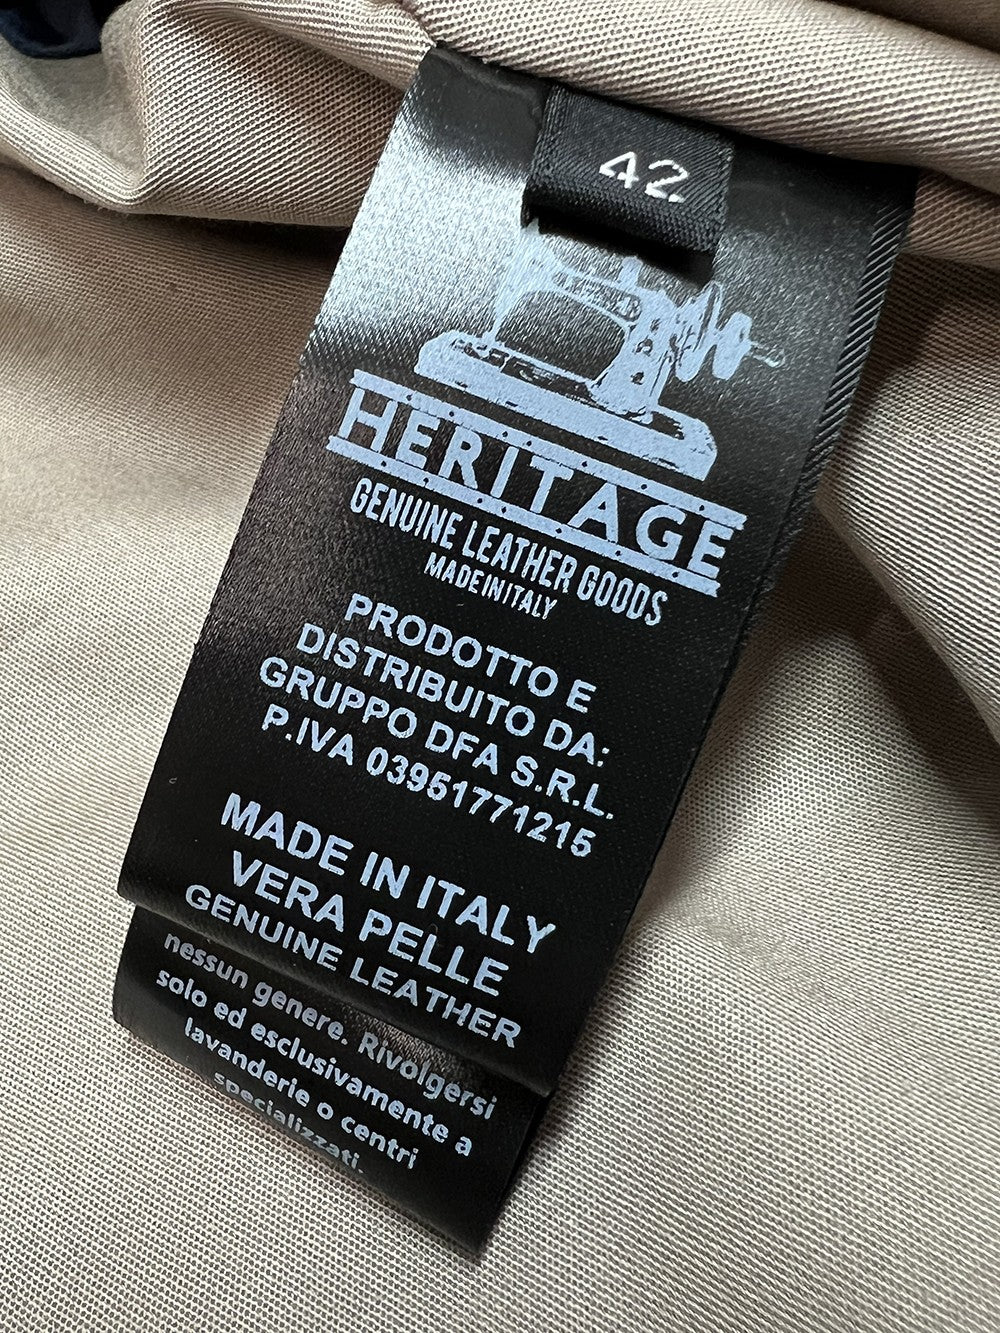 42
HERITAGE
GENUINE LEATHER GOODS
MADE IN ITALY
PRODOTTO E
DISTRIBUITO DA:
GRUPPO DFA S.R.L.
P.IVA 03951771215
MADE IN ITALY
VERA PELLE
GENUINE LEATHER
nessun genere. Rivolgersi
solo ed esclusivamente a
lavanderie o centri
specializzati.